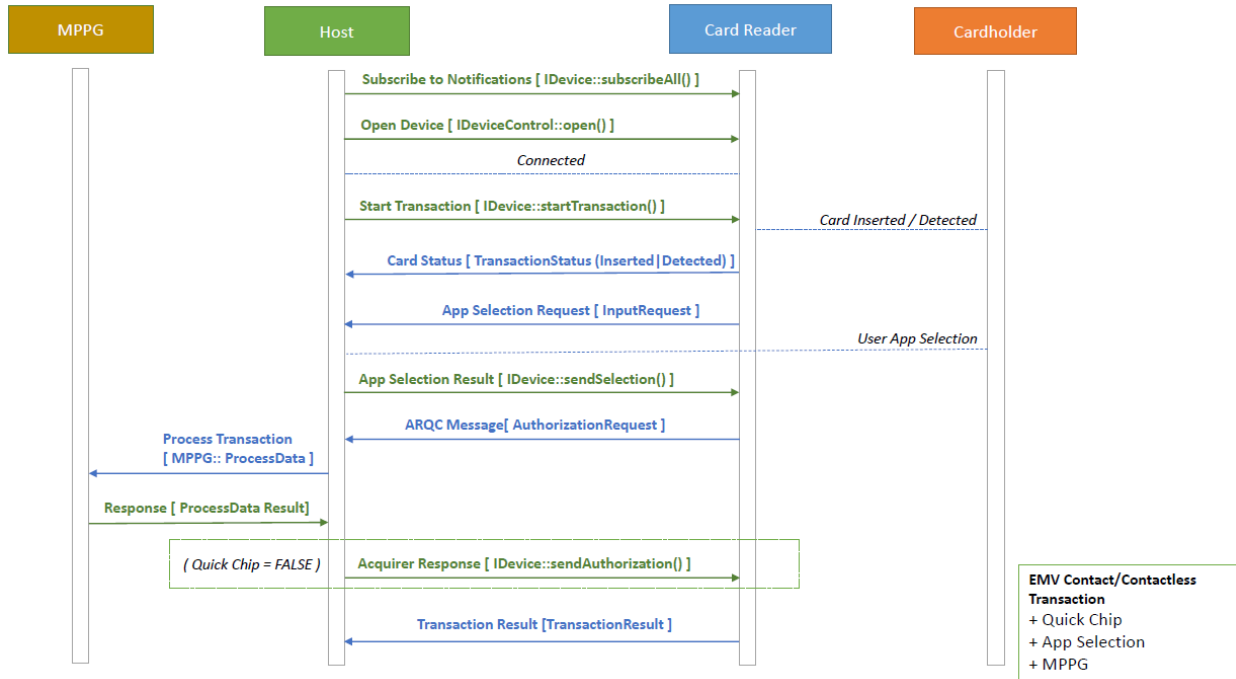 MPPG
Host
Card Reader
Cardholder
Subscribe to Notifications [ IDevice::subscribeAll() ]
Open Device [ IDeviceControl::open() ]
Connected
Start Transaction [ IDevice::startTransaction() ]
Card Inserted / Detected
Card Status [ TransactionStatus (Inserted|Detected) ]
App Selection Request [ InputRequest ]
User App Selection
App Selection Result [ IDevice::sendSelection() ]
ARQC Message[ AuthorizationRequest ]
Process Transaction
[ MPPG:: ProcessData ]
Response [ ProcessData Result]
( Quick Chip = FALSE )
Acquirer Response [ IDevice::sendAuthorization() ]
Transaction Result [TransactionResult ]
EMV Contact/Contactless
Transaction
+ Quick Chip
+ App Selection
+ MPPG